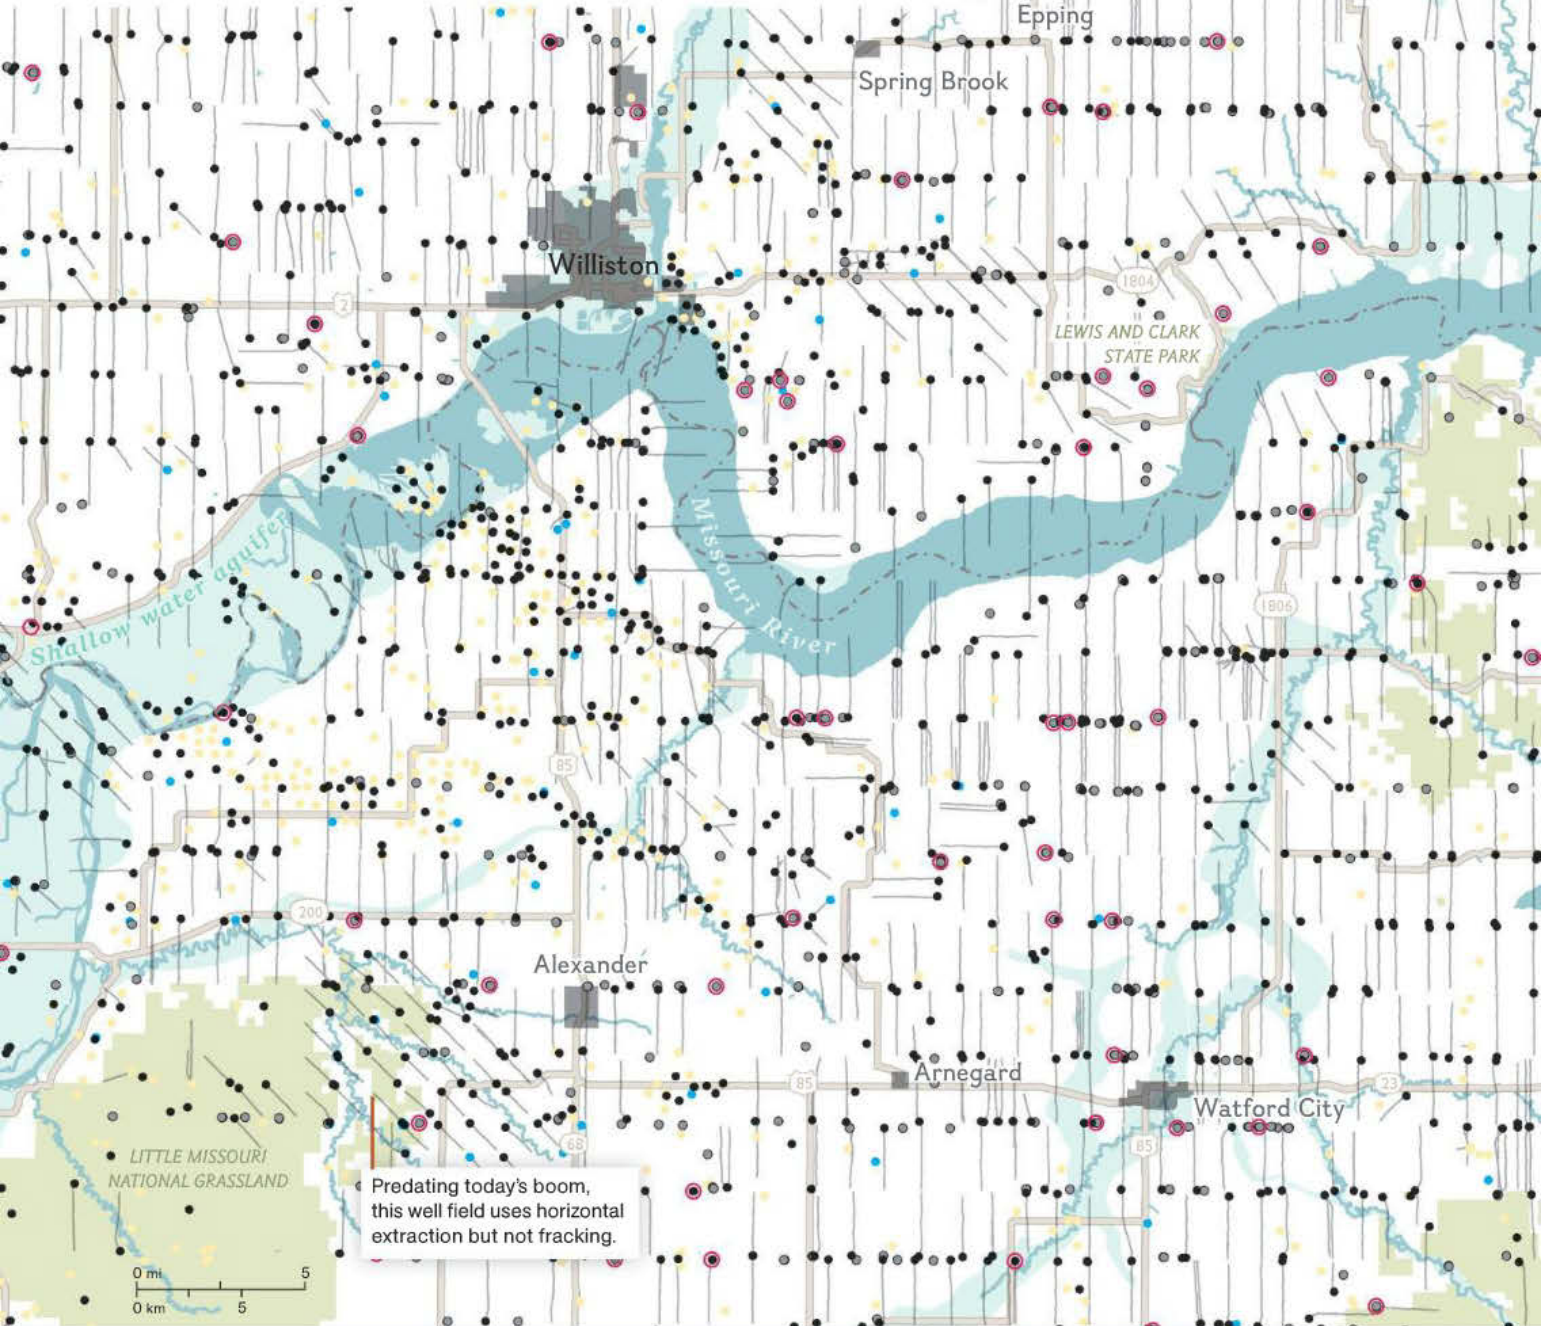 Epping
Spring Brook
Williston
2
1804
LEWIS AND CLARK
STATE PARK
Shallow water aquifer
Missouri River
1806
85
200
Alexander
Arnegard
85
23
Watford City
68
85
LITTLE MISSOURI
NATIONAL GRASSLAND
Predating today's boom,
this well field uses horizontal
extraction but not fracking.
0 mi 5
0 km 5